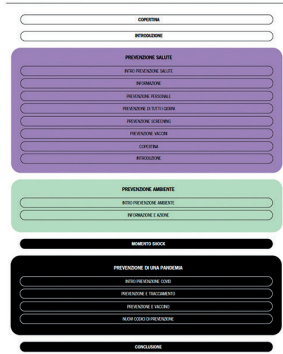 COPERTINA
INTRODUZIONE
PREVENZIONE SALUTE
INTRO PREVENZIONE SALUTE
INFORMAZIONE
PREVENZIONE PERSONALE
PREVENZIONE DI TUTTI I GIORNI
PREVENZIONE SCREENING
PREVENZIONE VACCINI
COPERTINA
INTRODUZIONE
PREVENZIONE AMBIENTE
INTRO PREVENZIONE AMBIENTE
INFORMAZIONE E AZIONE
MOMENTO SHOCK
PREVENZIONE DI UNA PANDEMIA
INTRO PREVENZIONE COVID
PREVENZIONE E TRACCIAMENTO
PREVENZIONE E VACCINO
NUOVI CODICI DI PREVENZIONE
CONCLUSIONE